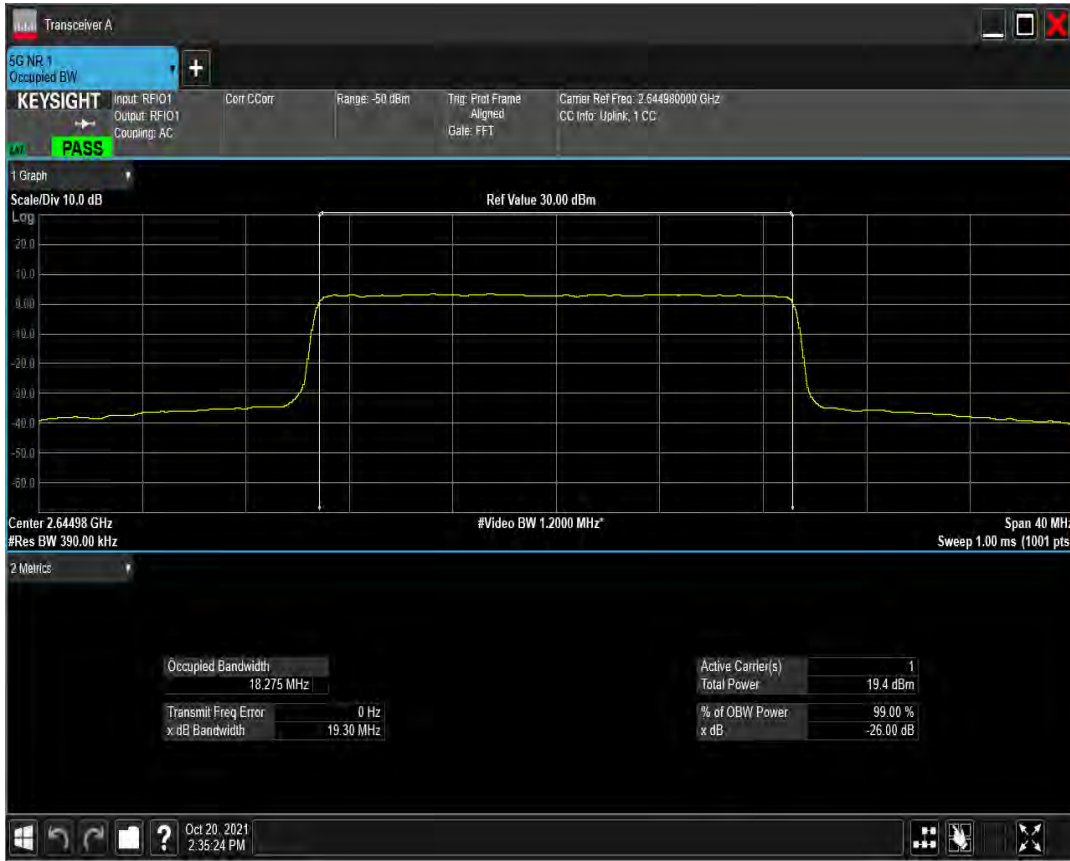 Transceiver A
5G NR 1
Occupied BW
+
KEYSIGHT
PASS
Input: RFIO1
Output: RFIO1
Coupling: AC
Corr CCorr
Range: -50 dBm
Trig: Prot Frame
Aligned
Gate: FFT
Carrier Ref Freq: 2.644980000 GHz
CC Info: Uplink, 1 CC
1 Graph
Scale/Div 10.0 dB
Ref Value 30.00 dBm
Log
20.0
10.0
0.00
-10.0
-20.0
-30.0
-40.0
-50.0
-60.0
Center 2.64498 GHz
#Video BW 1.2000 MHz*
Span 40 MHz
#Res BW 390.00 kHz
Sweep 1.00 ms (1001 pts
2 Metrics
Occupied Bandwidth
18.275 MHz
Transmit Freq Error 0 Hz
x dB Bandwidth 19.30 MHz
Active Carrier(s) 1
Total Power 19.4 dBm
% of OBW Power 99.00 %
x dB -26.00 dB
?
Oct 20, 2021
2:35:24 PM